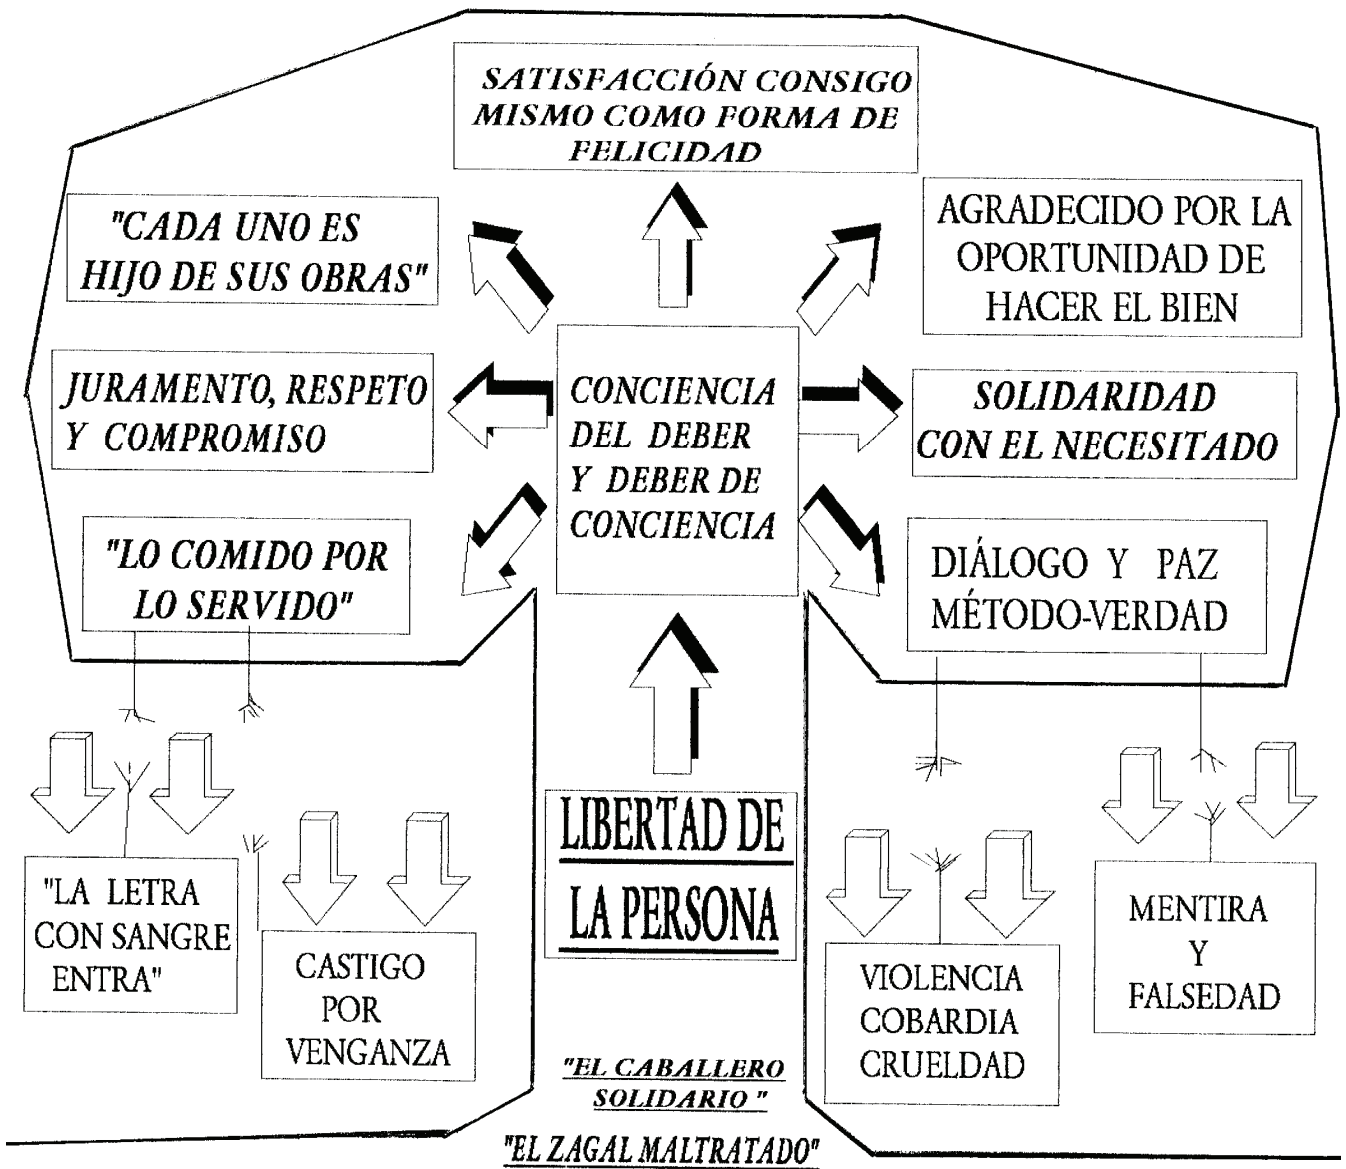 SATISFACCIÓN CONSIGO
MISMO COMO FORMA DE
FELICIDAD
"CADA UNO ES
HIJO DE SUS OBRAS"
AGRADECIDO POR LA
OPORTUNIDAD DE
HACER EL BIEN
JURAMENTO, RESPETO
Y COMPROMISO
CONCIENCIA
DEL DEBER
Y DEBER DE
CONCIENCIA
SOLIDARIDAD
CON EL NECESITADO
"LO COMIDO POR
LO SERVIDO"
DIÁLOGO Y PAZ
MÉTODO-VERDAD
LIBERTAD DE
LA PERSONA
"LA LETRA
CON SANGRE
ENTRA"
CASTIGO
POR
VENGANZA
VIOLENCIA
COBARDIA
CRUELDAD
MENTIRA
Y
FALSEDAD
"EL CABALLERO
SOLIDARIO "
"EL ZAGAL MALTRATADO"